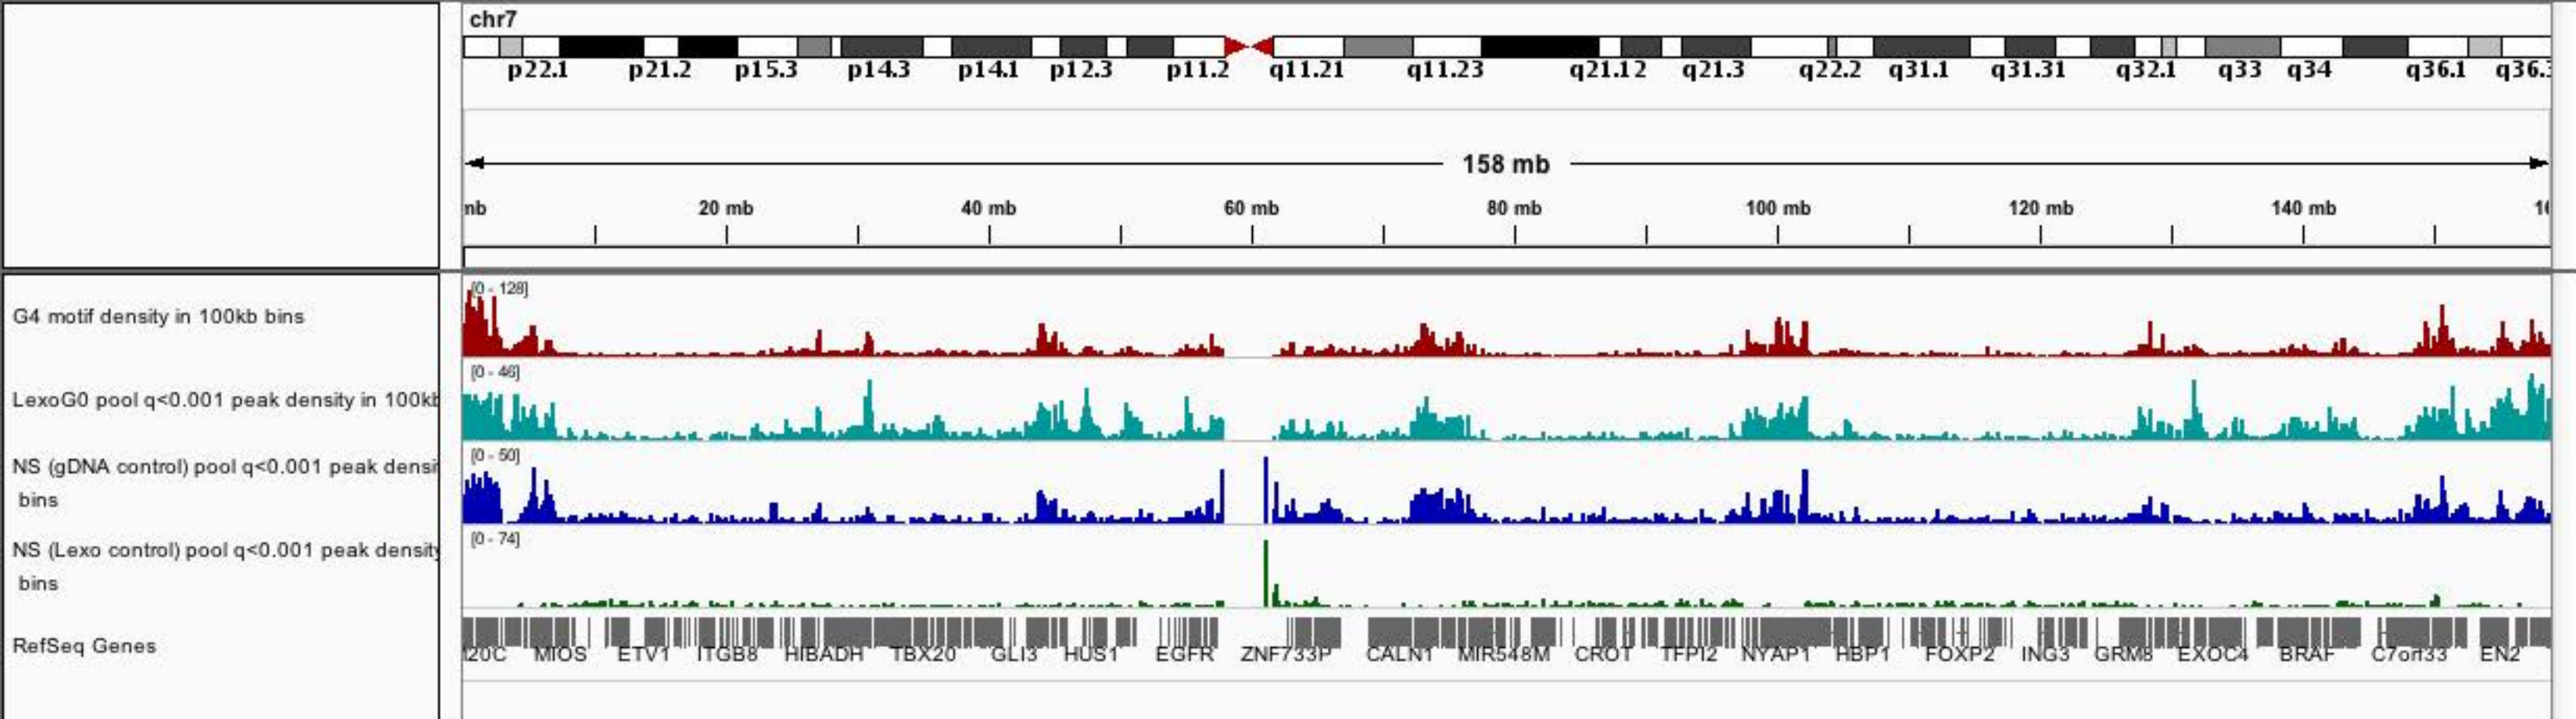 chr7
p22.1 p21.2 p15.3 p14.3 p14.1 p12.3 p11.2 q11.21 q11.23 q21.12 q21.3 q22.2 q31.1 q31.31 q32.1 q33 q34 q36.1 q36.
158 mb
mb 20 mb 40 mb 60 mb 80 mb 100 mb 120 mb 140 mb 16
[0 - 128]
G4 motif density in 100kb bins
[0 - 46]
LexoG0 pool q<0.001 peak density in 100kb
[0 - 50]
NS (gDNA control) pool q<0.001 peak densi
bins
[0 - 74]
NS (Lexo control) pool q<0.001 peak density
bins
RefSeq Genes
I20C MIOS ETV1 ITGB8 HIBADH TBX20 GLI3 HUS1 EGFR ZNF733P CALN1 MIR548M CROT TFPI2 NYAP1 HBP1 FOXP2 ING3 GRM8 EXOC4 BRAF C7orf33 EN2